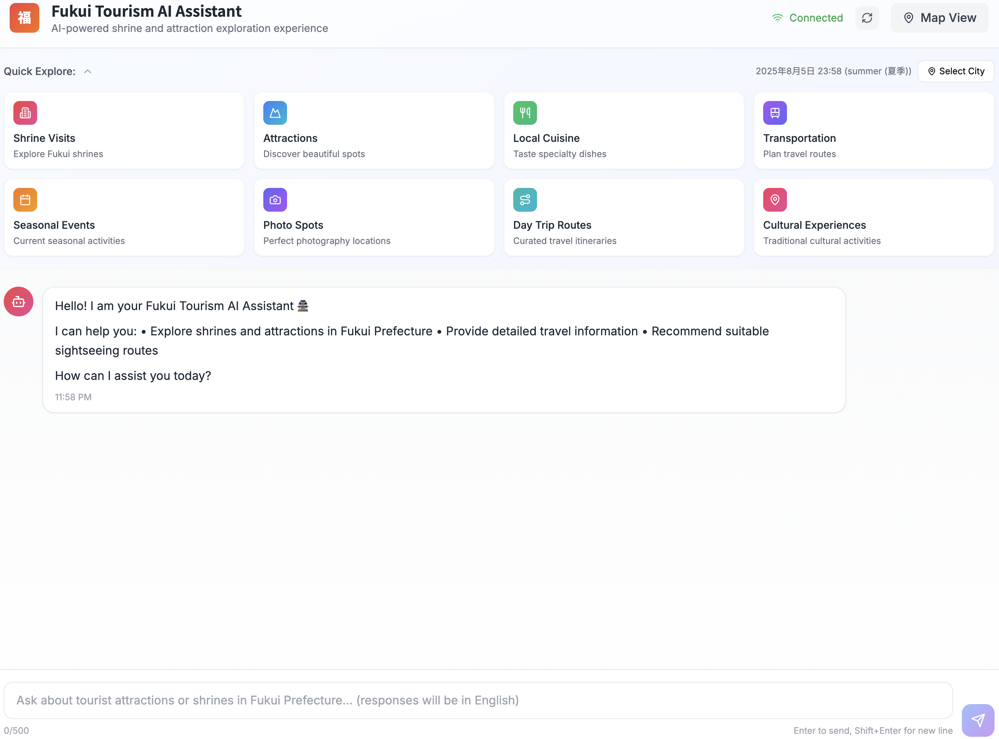 福
Fukui Tourism AI Assistant
AI-powered shrine and attraction exploration experience
Connected
Map View
Quick Explore:
2025年8月5日 23:58 (summer (夏季))
Select City
Shrine Visits
Explore Fukui shrines
Attractions
Discover beautiful spots
Local Cuisine
Taste specialty dishes
Transportation
Plan travel routes
Seasonal Events
Current seasonal activities
Photo Spots
Perfect photography locations
Day Trip Routes
Curated travel itineraries
Cultural Experiences
Traditional cultural activities
Hello! I am your Fukui Tourism AI Assistant 🏯
I can help you: • Explore shrines and attractions in Fukui Prefecture • Provide detailed travel information • Recommend suitable
sightseeing routes
How can I assist you today?
11:58 PM
Ask about tourist attractions or shrines in Fukui Prefecture... (responses will be in English)
0/500
Enter to send, Shift+Enter for new line